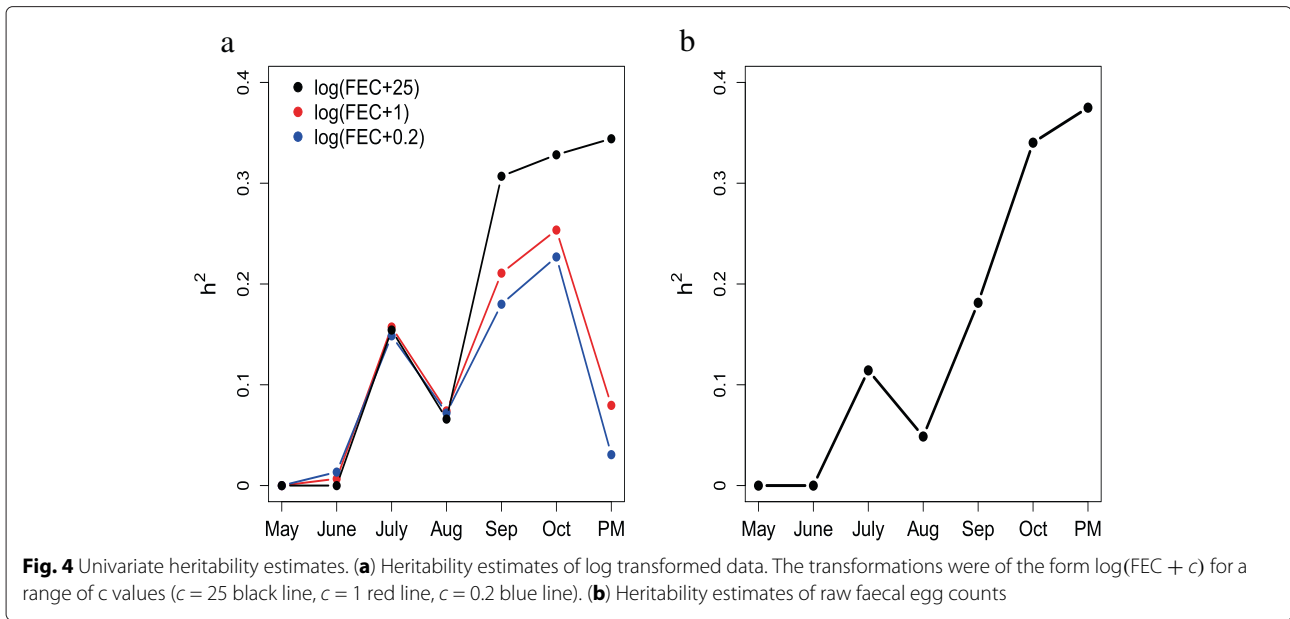 a
b
log(FEC+25)
log(FEC+1)
log(FEC+0.2)
0.4
0.3
0.2
0.1
0
h²
May June July Aug Sep Oct PM
0.4
0.3
0.2
0.1
0
h²
May June July Aug Sep Oct PM
Fig. 4 Univariate heritability estimates. (a) Heritability estimates of log transformed data. The transformations were of the form log(FEC + c) for a
range of c values (c = 25 black line, c = 1 red line, c = 0.2 blue line). (b) Heritability estimates of raw faecal egg counts